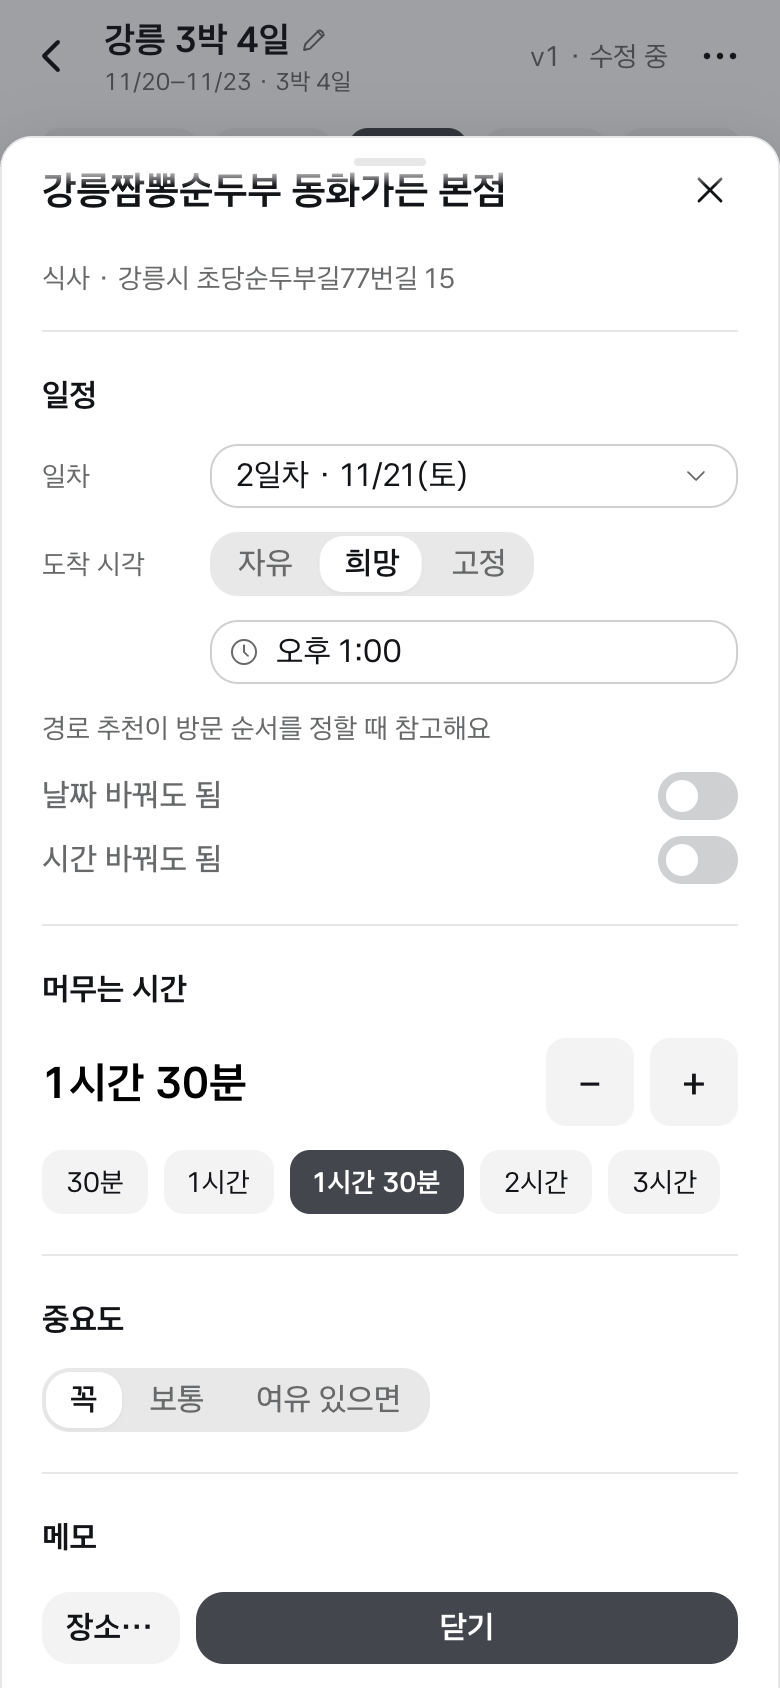 강릉 3박 4일
v1 · 수정 중
11/20–11/23 · 3박 4일
강릉짬뽕순두부 동화가든 본점
식사 · 강릉시 초당순두부길77번길 15
일정
일차
2일차 · 11/21(토)
도착 시각
자유 희망 고정
오후 1:00
경로 추천이 방문 순서를 정할 때 참고해요
날짜 바꿔도 됨
시간 바꿔도 됨
머무는 시간
1시간 30분
− +
30분 1시간 1시간 30분 2시간 3시간
중요도
꼭 보통 여유 있으면
메모
장소… 닫기